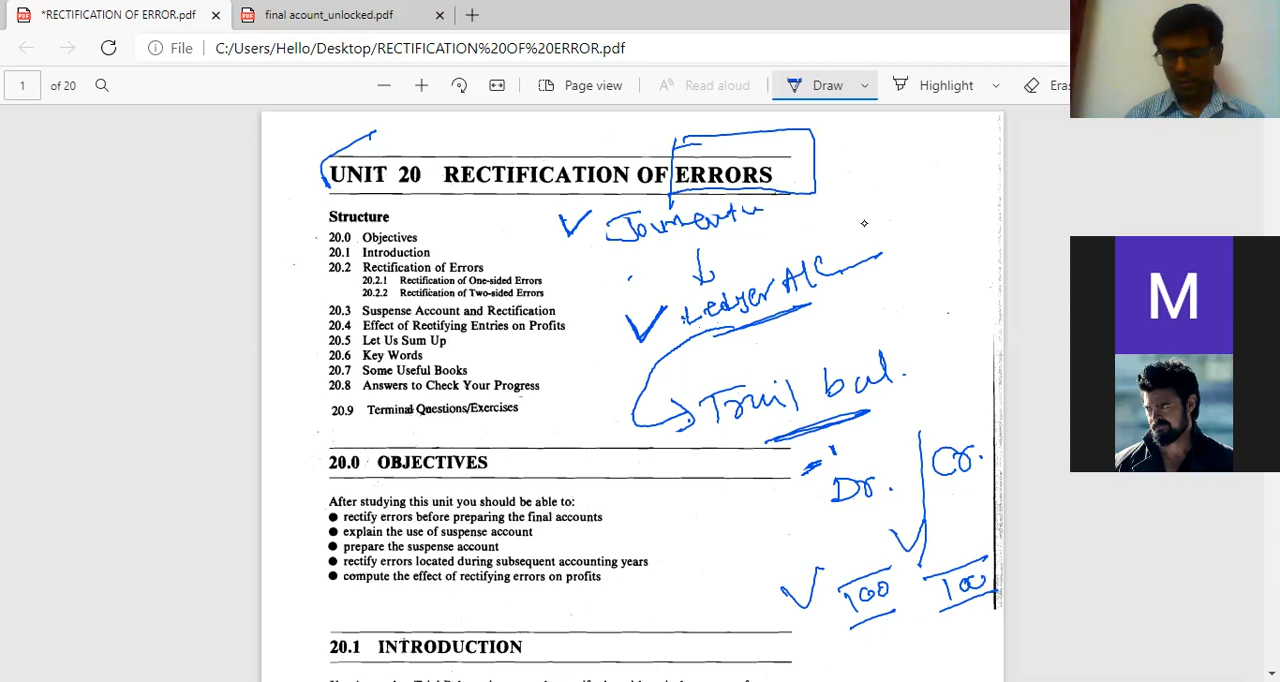 *RECTIFICATION OF ERROR.pdf
final acount_unlocked.pdf
File
C:/Users/Hello/Desktop/RECTIFICATION%20OF%20ERROR.pdf
1 of 20
Page view
Read aloud
Draw
Highlight
Eras
UNIT 20 RECTIFICATION OF ERRORS
Structure
20.0 Objectives
20.1 Introduction
20.2 Rectification of Errors
20.2.1 Rectification of One-sided Errors
20.2.2 Rectification of Two-sided Errors
20.3 Suspense Account and Rectification
20.4 Effect of Rectifying Entries on Profits
20.5 Let Us Sum Up
20.6 Key Words
20.7 Some Useful Books
20.8 Answers to Check Your Progress
20.9 Terminal Questions/Exercises
Ledger A/C
Trail bal.
Dr. Cr.
100 100
20.0 OBJECTIVES
After studying this unit you should be able to:
● rectify errors before preparing the final accounts
● explain the use of suspense account
● prepare the suspense account
● rectify errors located during subsequent accounting years
● compute the effect of rectifying errors on profits
20.1 INTRODUCTION
M